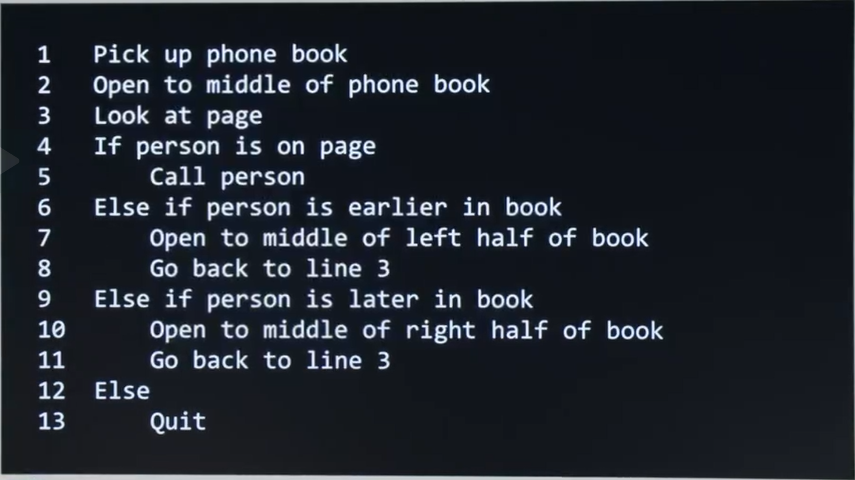 1 Pick up phone book
2 Open to middle of phone book
3 Look at page
4 If person is on page
5 Call person
6 Else if person is earlier in book
7 Open to middle of left half of book
8 Go back to line 3
9 Else if person is later in book
10 Open to middle of right half of book
11 Go back to line 3
12 Else
13 Quit